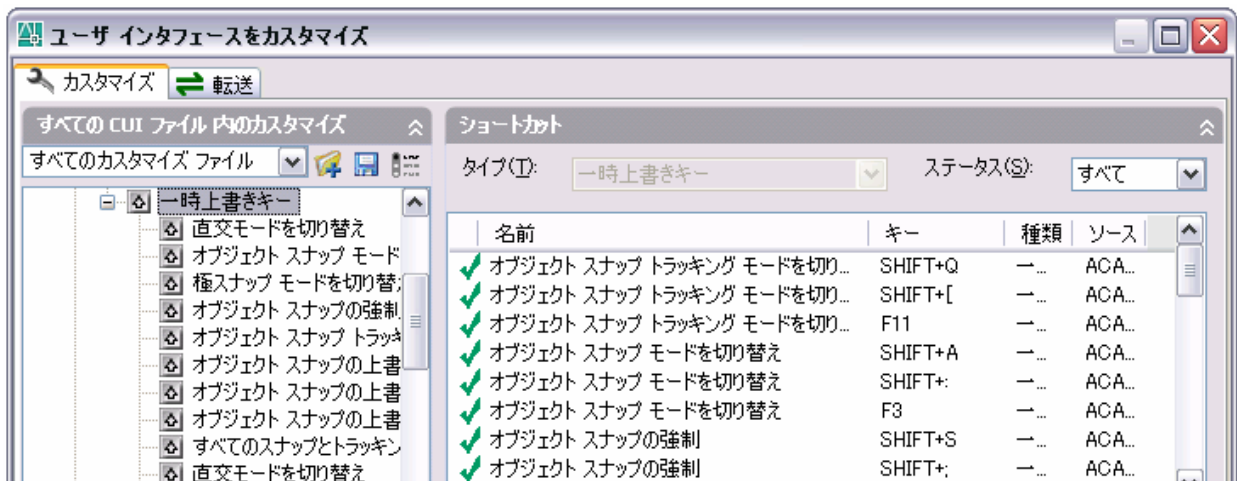 ユーザ インタフェースをカスタマイズ
カスタマイズ
転送
すべての CUI ファイル 内のカスタマイズ
すべてのカスタマイズ ファイル
一時上書きキー
直交モードを切り替え
オブジェクト スナップ モード
極スナップ モードを切り替
オブジェクト スナップの強制
オブジェクト スナップ トラッキ
オブジェクト スナップの上書
オブジェクト スナップの上書
オブジェクト スナップの上書
すべてのスナップとトラッキン
直交モードを切り替え
ショートカット
タイプ(T): 一時上書きキー ステータス(S): すべて
名前 キー 種類 ソース
オブジェクト スナップ トラッキング モードを切り... SHIFT+Q 一... ACA...
オブジェクト スナップ トラッキング モードを切り... SHIFT+[ 一... ACA...
オブジェクト スナップ トラッキング モードを切り... F11 一... ACA...
オブジェクト スナップ モードを切り替え SHIFT+A 一... ACA...
オブジェクト スナップ モードを切り替え SHIFT+: 一... ACA...
オブジェクト スナップ モードを切り替え F3 一... ACA...
オブジェクト スナップの強制 SHIFT+S 一... ACA...
オブジェクト スナップの強制 SHIFT+; 一... ACA...